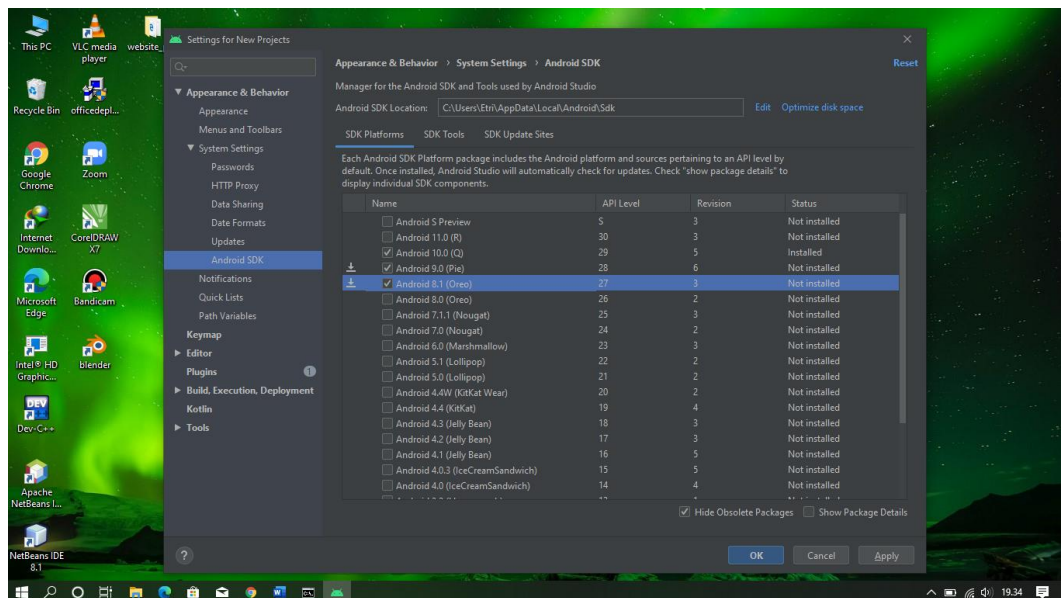 This PC
VLC media player
website_
Recycle Bin
officedepl...
Google Chrome
Zoom
Internet Downlo...
CorelDRAW X7
Microsoft Edge
Bandicam
Intel® HD Graphic...
blender
DEV
Dev-C++
Apache NetBeans I...
NetBeans IDE 8.1
Settings for New Projects
Appearance & Behavior
Appearance
Menus and Toolbars
System Settings
Passwords
HTTP Proxy
Data Sharing
Date Formats
Updates
Android SDK
Notifications
Quick Lists
Path Variables
Keymap
Editor
Plugins 1
Build, Execution, Deployment
Kotlin
Tools
Appearance & Behavior › System Settings › Android SDK Reset
Manager for the Android SDK and Tools used by Android Studio
Android SDK Location: C:\Users\Etri\AppData\Local\Android\Sdk Edit Optimize disk space
SDK Platforms SDK Tools SDK Update Sites
Each Android SDK Platform package includes the Android platform and sources pertaining to an API level by
default. Once installed, Android Studio will automatically check for updates. Check "show package details" to
display individual SDK components.
Name API Level Revision Status
Android S Preview S 3 Not installed
Android 11.0 (R) 30 3 Not installed
Android 10.0 (Q) 29 5 Installed
Android 9.0 (Pie) 28 6 Not installed
Android 8.1 (Oreo) 27 3 Not installed
Android 8.0 (Oreo) 26 2 Not installed
Android 7.1.1 (Nougat) 25 3 Not installed
Android 7.0 (Nougat) 24 2 Not installed
Android 6.0 (Marshmallow) 23 3 Not installed
Android 5.1 (Lollipop) 22 2 Not installed
Android 5.0 (Lollipop) 21 2 Not installed
Android 4.4W (KitKat Wear) 20 2 Not installed
Android 4.4 (KitKat) 19 4 Not installed
Android 4.3 (Jelly Bean) 18 3 Not installed
Android 4.2 (Jelly Bean) 17 3 Not installed
Android 4.1 (Jelly Bean) 16 5 Not installed
Android 4.0.3 (IceCreamSandwich) 15 5 Not installed
Android 4.0 (IceCreamSandwich) 14 4 Not installed
Hide Obsolete Packages Show Package Details
? OK Cancel Apply
19.34